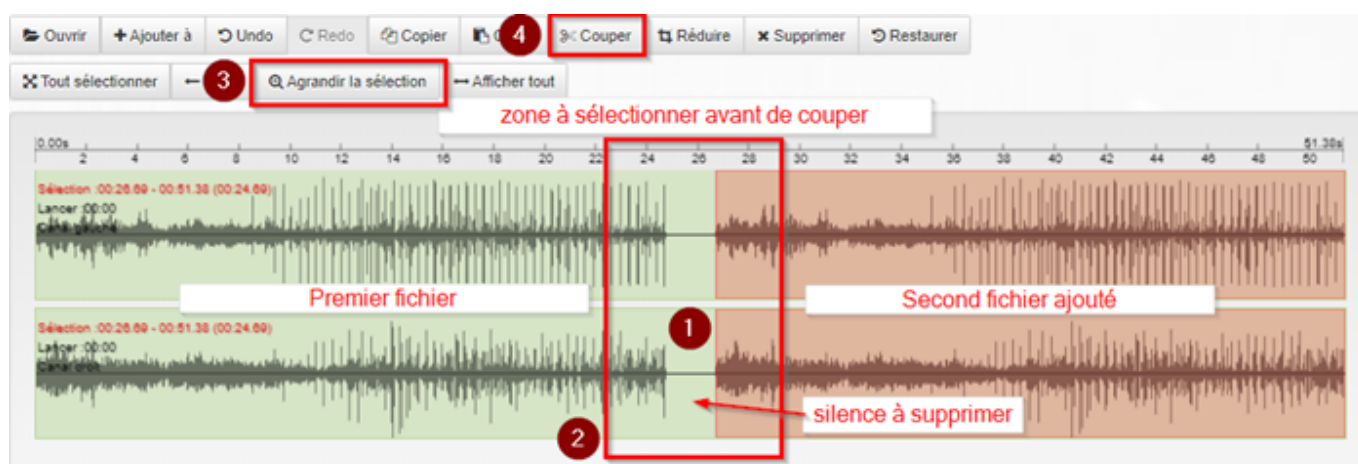 Ouvrir + Ajouter à Undo Redo Copier 4 Couper Réduire Supprimer Restaurer
Tout sélectionner 3 Agrandir la sélection Afficher tout
zone à sélectionner avant de couper
0.00s 51.38s
2 4 6 8 10 12 14 16 18 20 22 24 26 28 30 32 34 36 38 40 42 44 46 48 50
Sélection :00:26.69 - 00:51.38 (00:24.69)
Lancer :00:00
Canal gauche
Premier fichier Second fichier ajouté
1
Sélection :00:26.69 - 00:51.38 (00:24.69)
Lancer :00:00
Canal droit
silence à supprimer
2